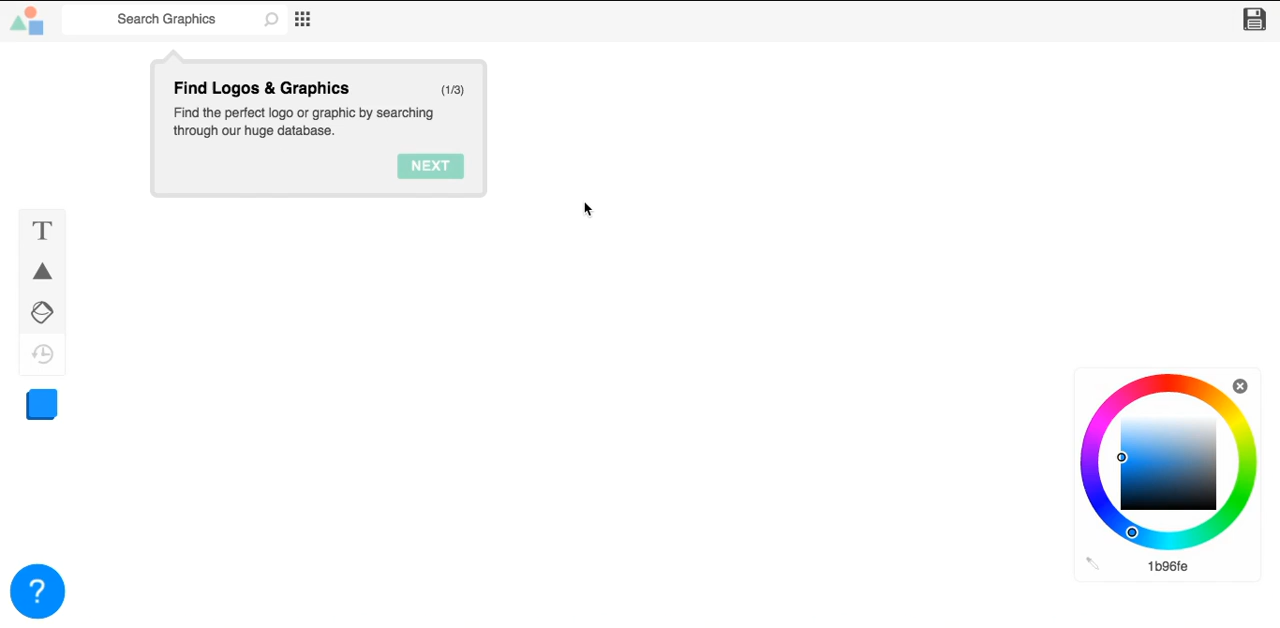 Search Graphics
Find Logos & Graphics
(1/3)
Find the perfect logo or graphic by searching
through our huge database.
NEXT
T
?
1b96fe